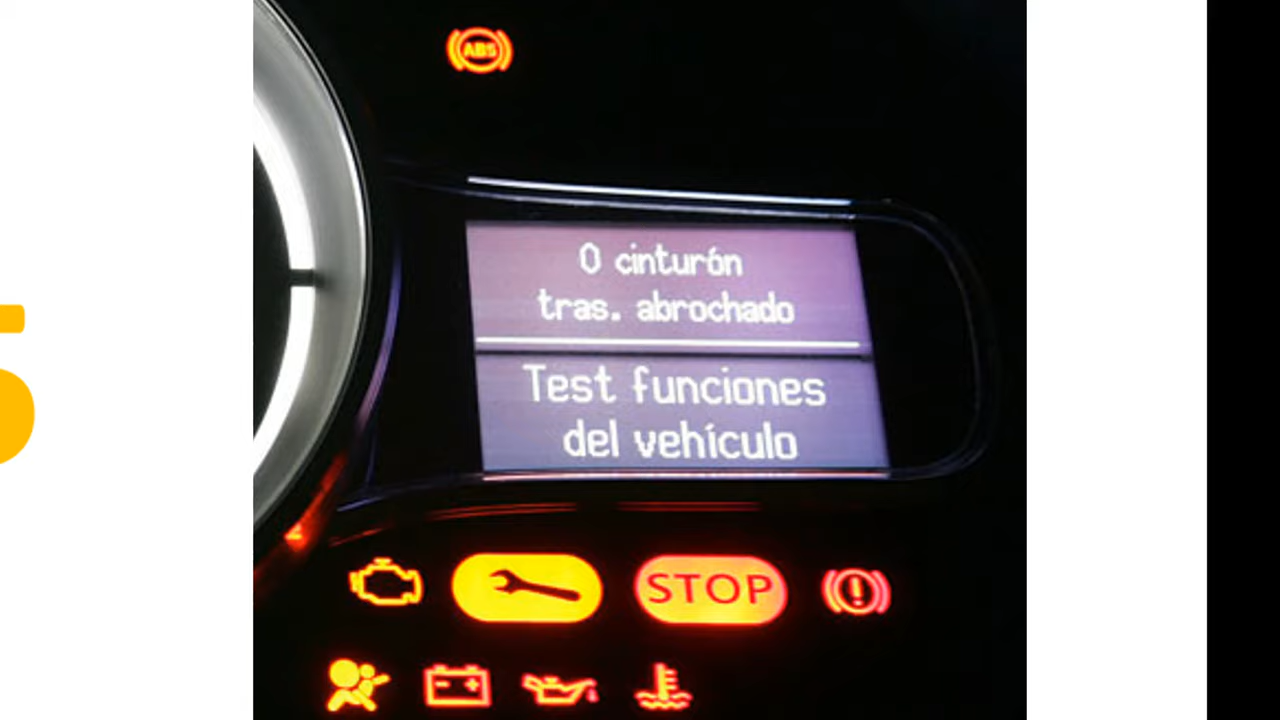 ABS
0 cinturón
tras. abrochado
Test funciones
del vehículo
STOP